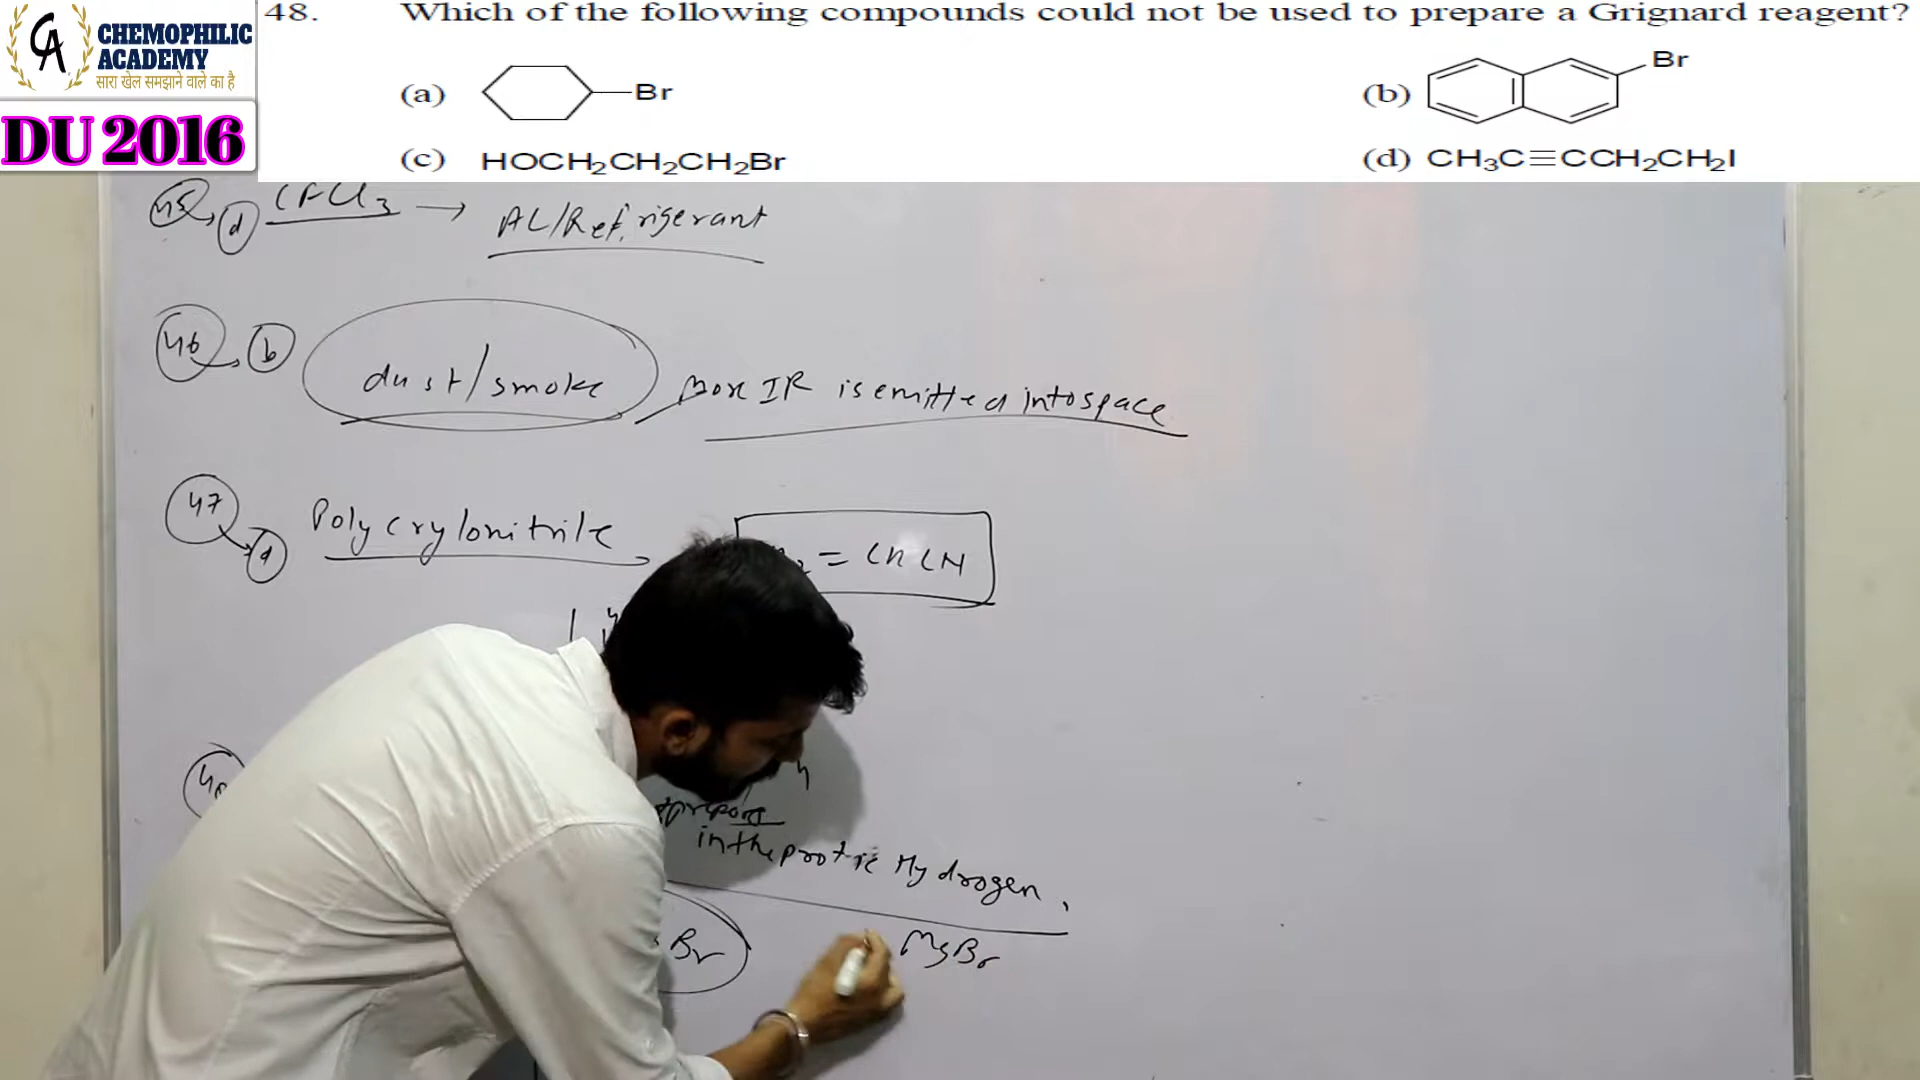 CHEMOPHILIC
ACADEMY
सारा खेल समझाने वाले का है
DU 2016
48. Which of the following compounds could not be used to prepare a Grignard reagent?
(a) Br
(b) Br
(c) HOCH₂CH₂CH₂Br
(d) CH₃C≡CCH₂CH₂I
45 d CFCl₃ → AC/Refrigerant
46 b dust/smoke more IR is emitted into space
47 Polycrylonitrile = CHCN
in the protic Hydrogen.
Br MgBr